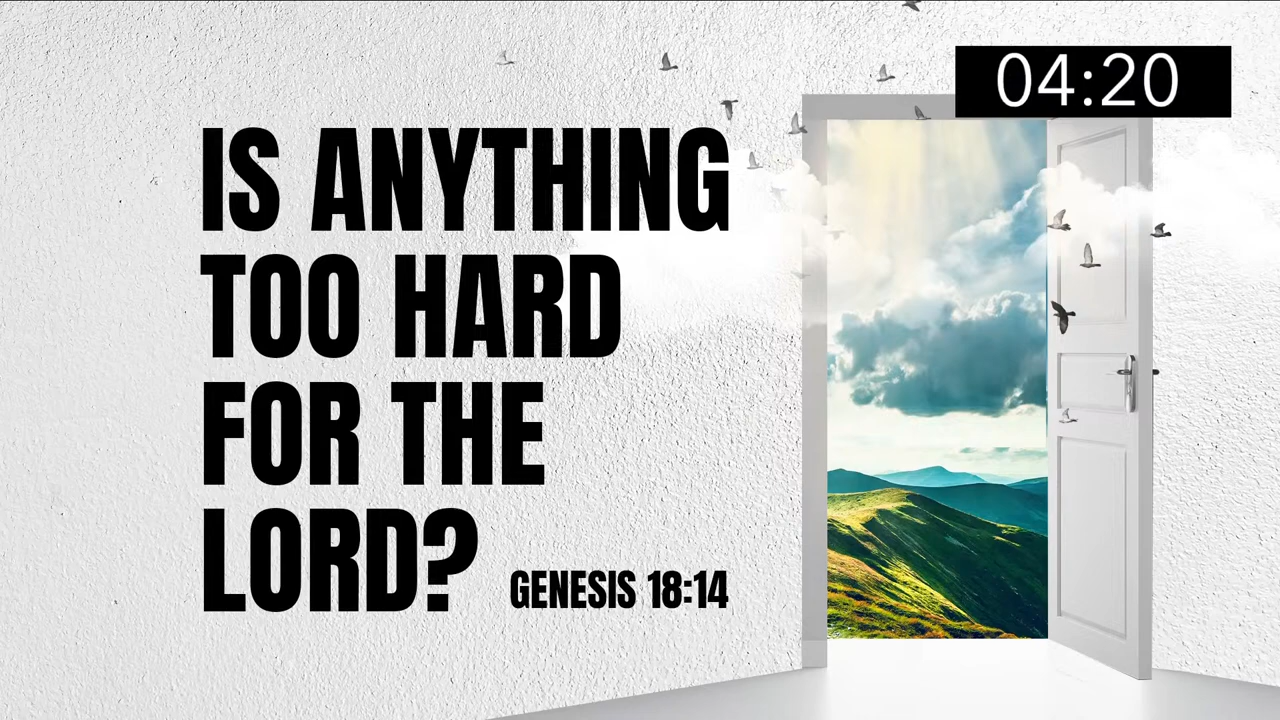 04:20
IS ANYTHING
TOO HARD
FOR THE
LORD?
GENESIS 18:14